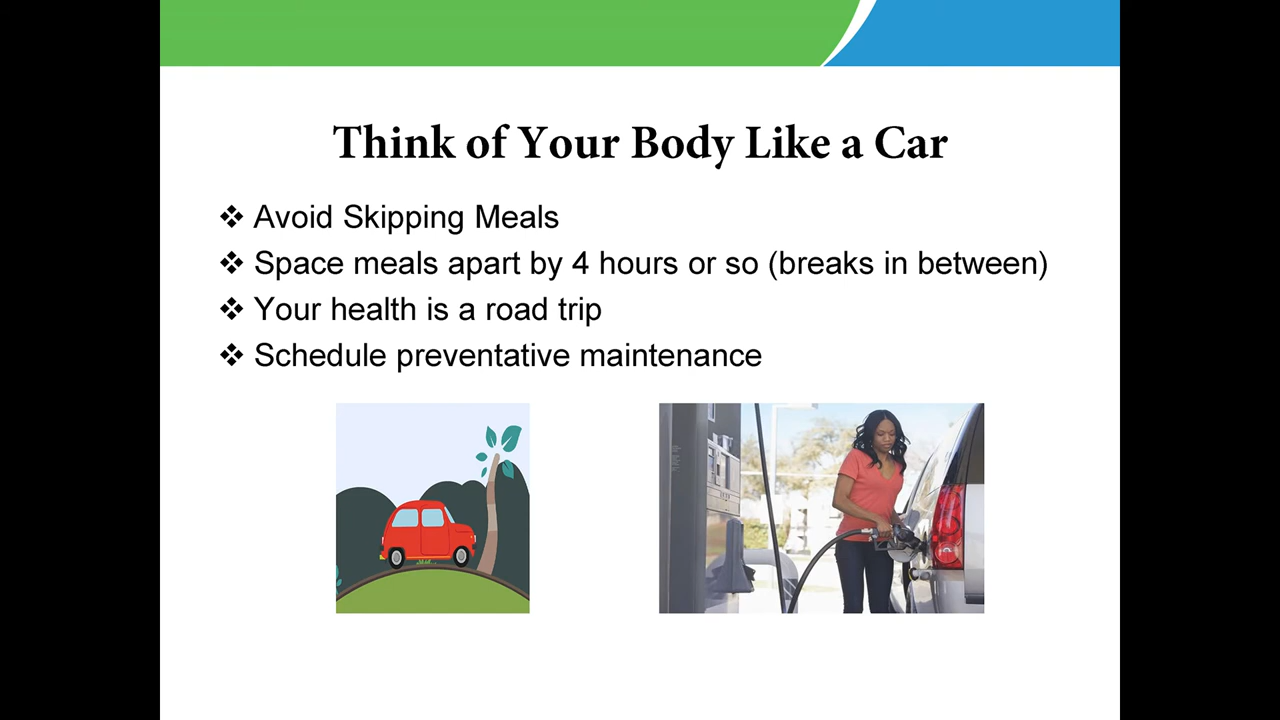 Think of Your Body Like a Car
❖ Avoid Skipping Meals
❖ Space meals apart by 4 hours or so (breaks in between)
❖ Your health is a road trip
❖ Schedule preventative maintenance